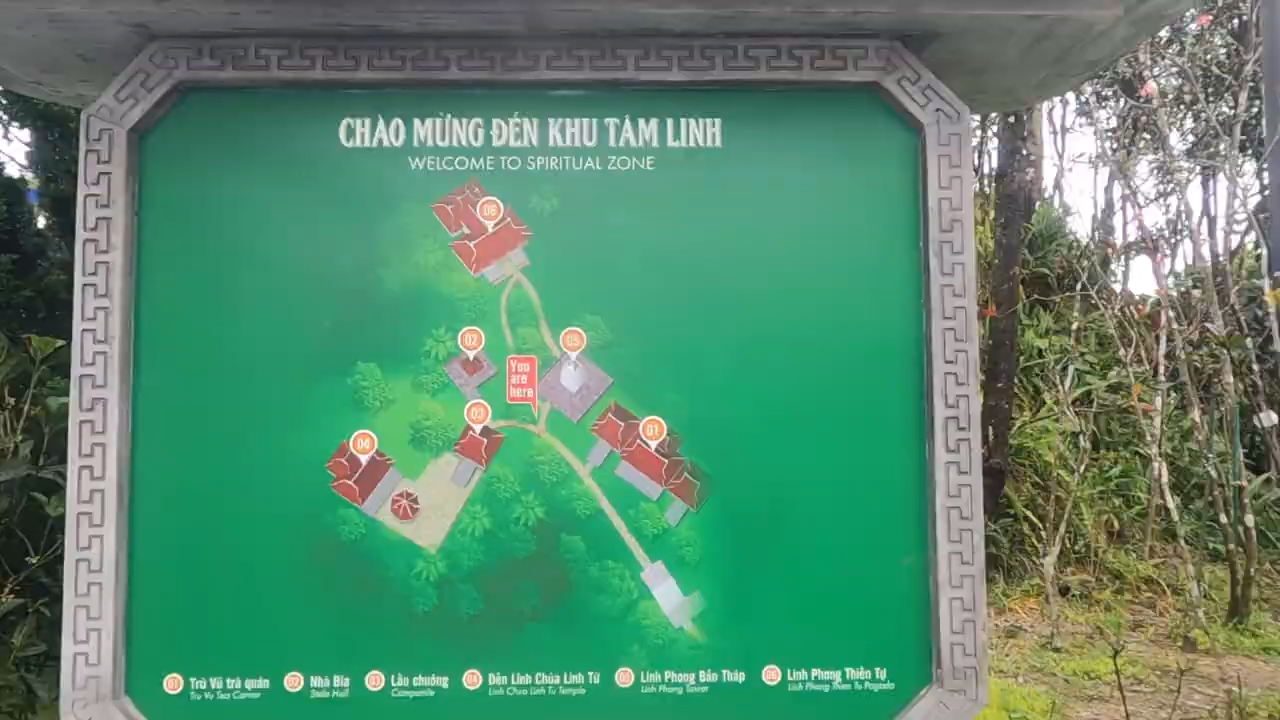 CHÀO MỪNG ĐẾN KHU TÂM LINH
WELCOME TO SPIRITUAL ZONE
06
02
05
You
are
here
03
01
04
01 Trú Vũ trà quán
Tru Vu Tea Corner
02 Nhà Bia
Stele Hall
03 Lầu chuông
Campanile
04 Đền Lĩnh Chúa Linh Từ
Linh Chua Linh Tu Temple
05 Linh Phong Bảo Tháp
Linh Phong Tower
06 Linh Phong Thiền Tự
Linh Phong Thien Tu Pagoda